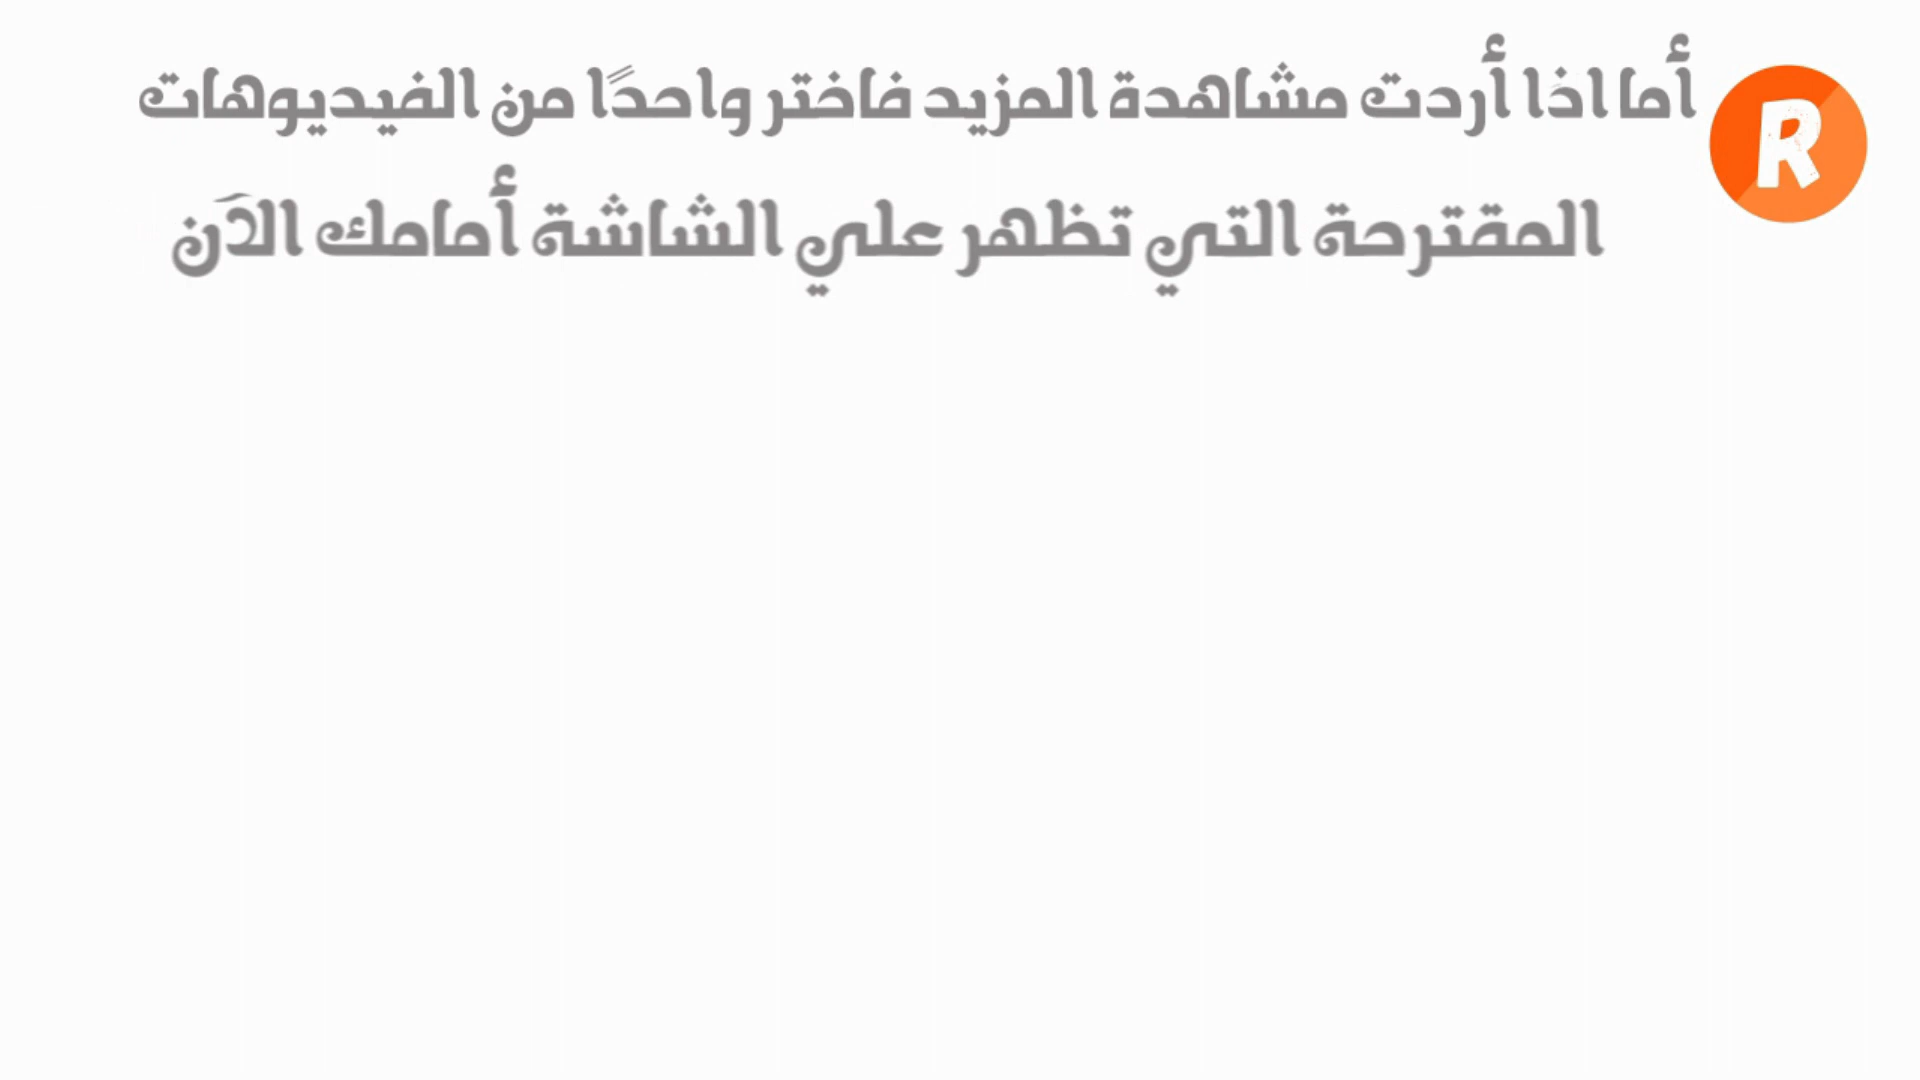 أما اذا أردت مشاهدة المزيد فاختر واحدًا من الفيديوهات
المقترحة التي تظهر علي الشاشة أمامك الآن
R